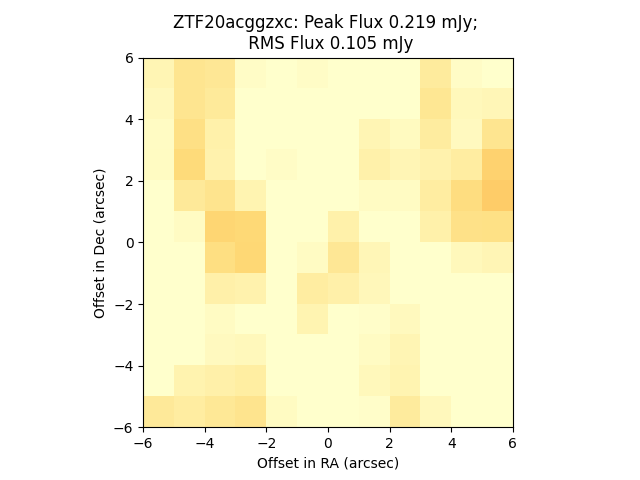 ZTF20acggzxc: Peak Flux 0.219 mJy;
RMS Flux 0.105 mJy
6
4
2
0
−2
−4
−6
Offset in Dec (arcsec)
−6 −4 −2 0 2 4 6
Offset in RA (arcsec)